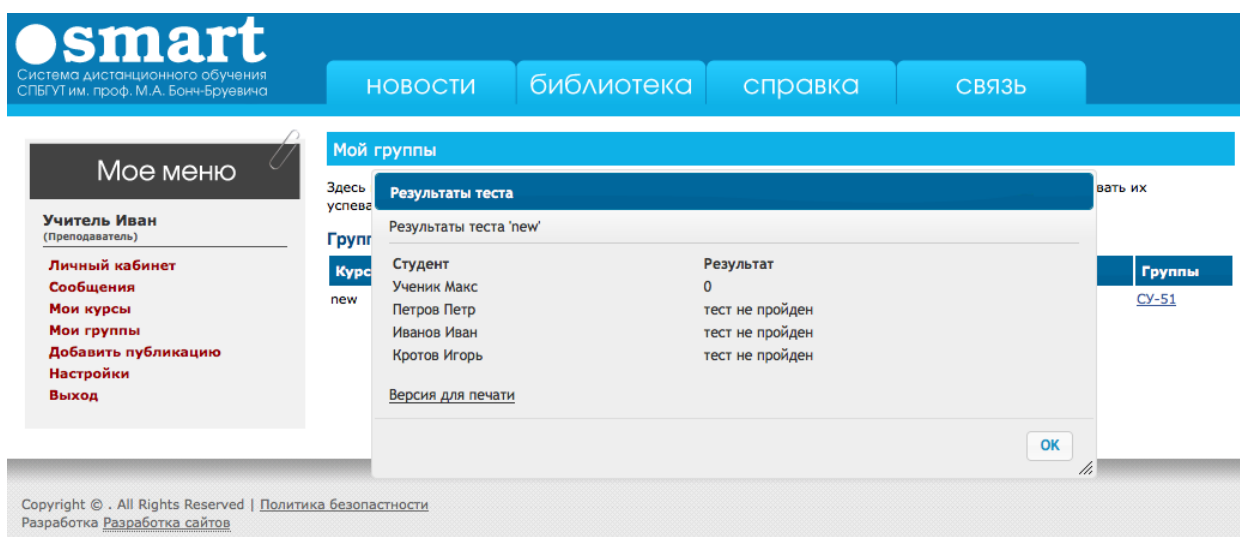 smart
Система дистанционного обучения
СПБГУТ им. проф. М.А. Бонч-Бруевича
новости библиотека справка связь
Мое меню
Учитель Иван
(Преподаватель)
Личный кабинет
Сообщения
Мои курсы
Мои группы
Добавить публикацию
Настройки
Выход
Мой группы
Здесь вать их
успева
Групп
Курс Группы
new СУ-51
Результаты теста
Результаты теста 'new'
Студент Результат
Ученик Макс 0
Петров Петр тест не пройден
Иванов Иван тест не пройден
Кротов Игорь тест не пройден
Версия для печати
OK
Copyright © . All Rights Reserved | Политика безопастности
Разработка Разработка сайтов